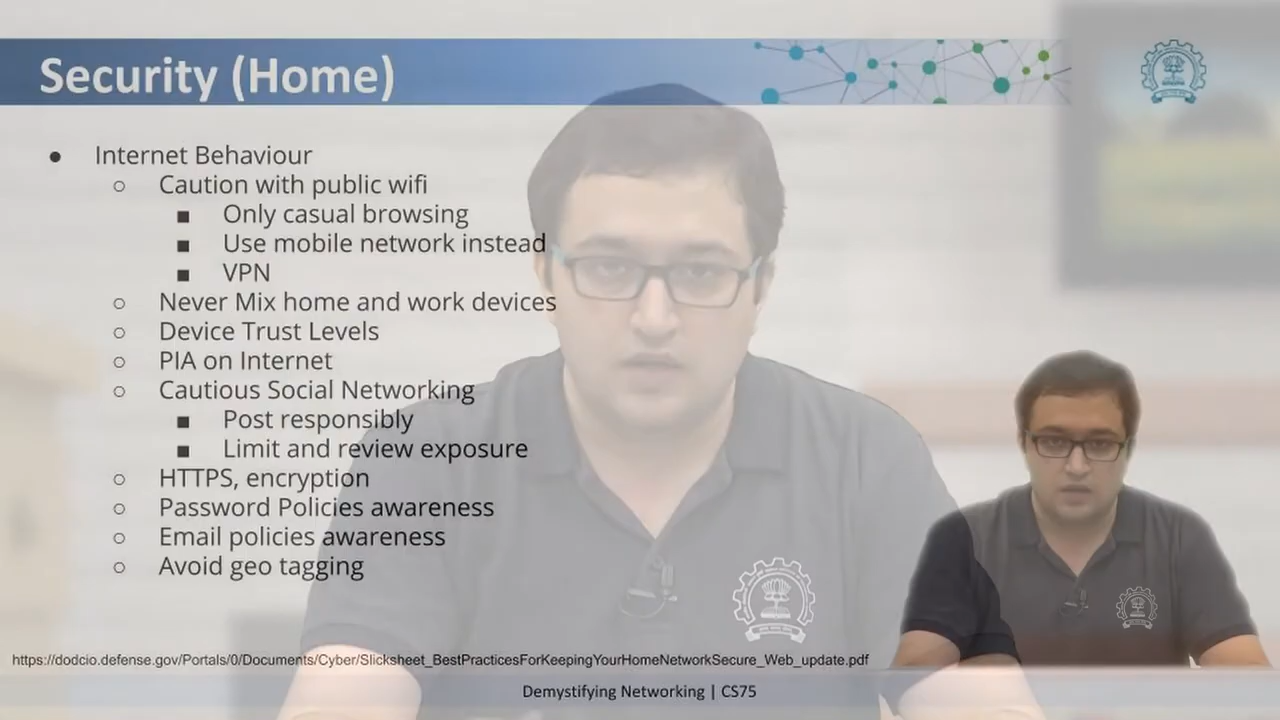 Security (Home)
● Internet Behaviour
○ Caution with public wifi
■ Only casual browsing
■ Use mobile network instead
■ VPN
○ Never Mix home and work devices
○ Device Trust Levels
○ PIA on Internet
○ Cautious Social Networking
■ Post responsibly
■ Limit and review exposure
○ HTTPS, encryption
○ Password Policies awareness
○ Email policies awareness
○ Avoid geo tagging
https://dodcio.defense.gov/Portals/0/Documents/Cyber/Slicksheet_BestPracticesForKeepingYourHomeNetworkSecure_Web_update.pdf
Demystifying Networking | CS75